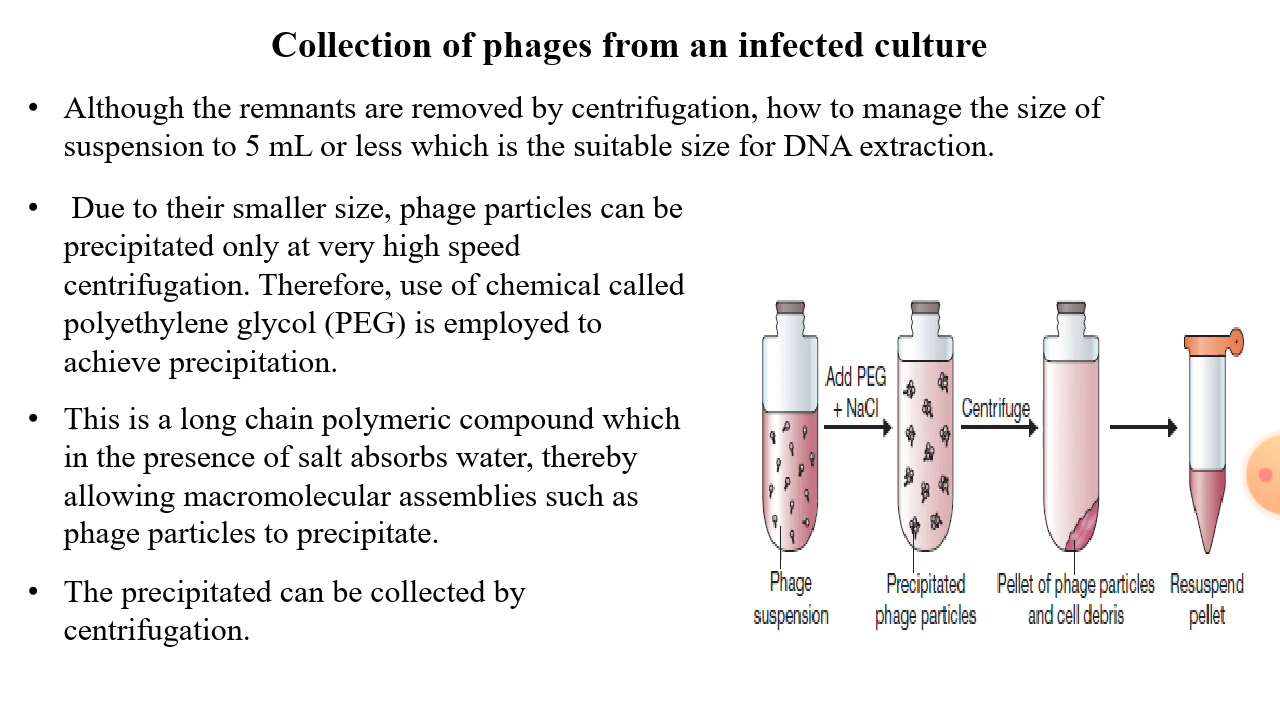 Collection of phages from an infected culture
• Although the remnants are removed by centrifugation, how to manage the size of
suspension to 5 mL or less which is the suitable size for DNA extraction.
• Due to their smaller size, phage particles can be
precipitated only at very high speed
centrifugation. Therefore, use of chemical called
polyethylene glycol (PEG) is employed to
achieve precipitation.
• This is a long chain polymeric compound which
in the presence of salt absorbs water, thereby
allowing macromolecular assemblies such as
phage particles to precipitate.
• The precipitated can be collected by
centrifugation.
Add PEG
+ NaCl
Centrifuge
Phage
suspension
Precipitated
phage particles
Pellet of phage particles
and cell debris
Resuspend
pellet